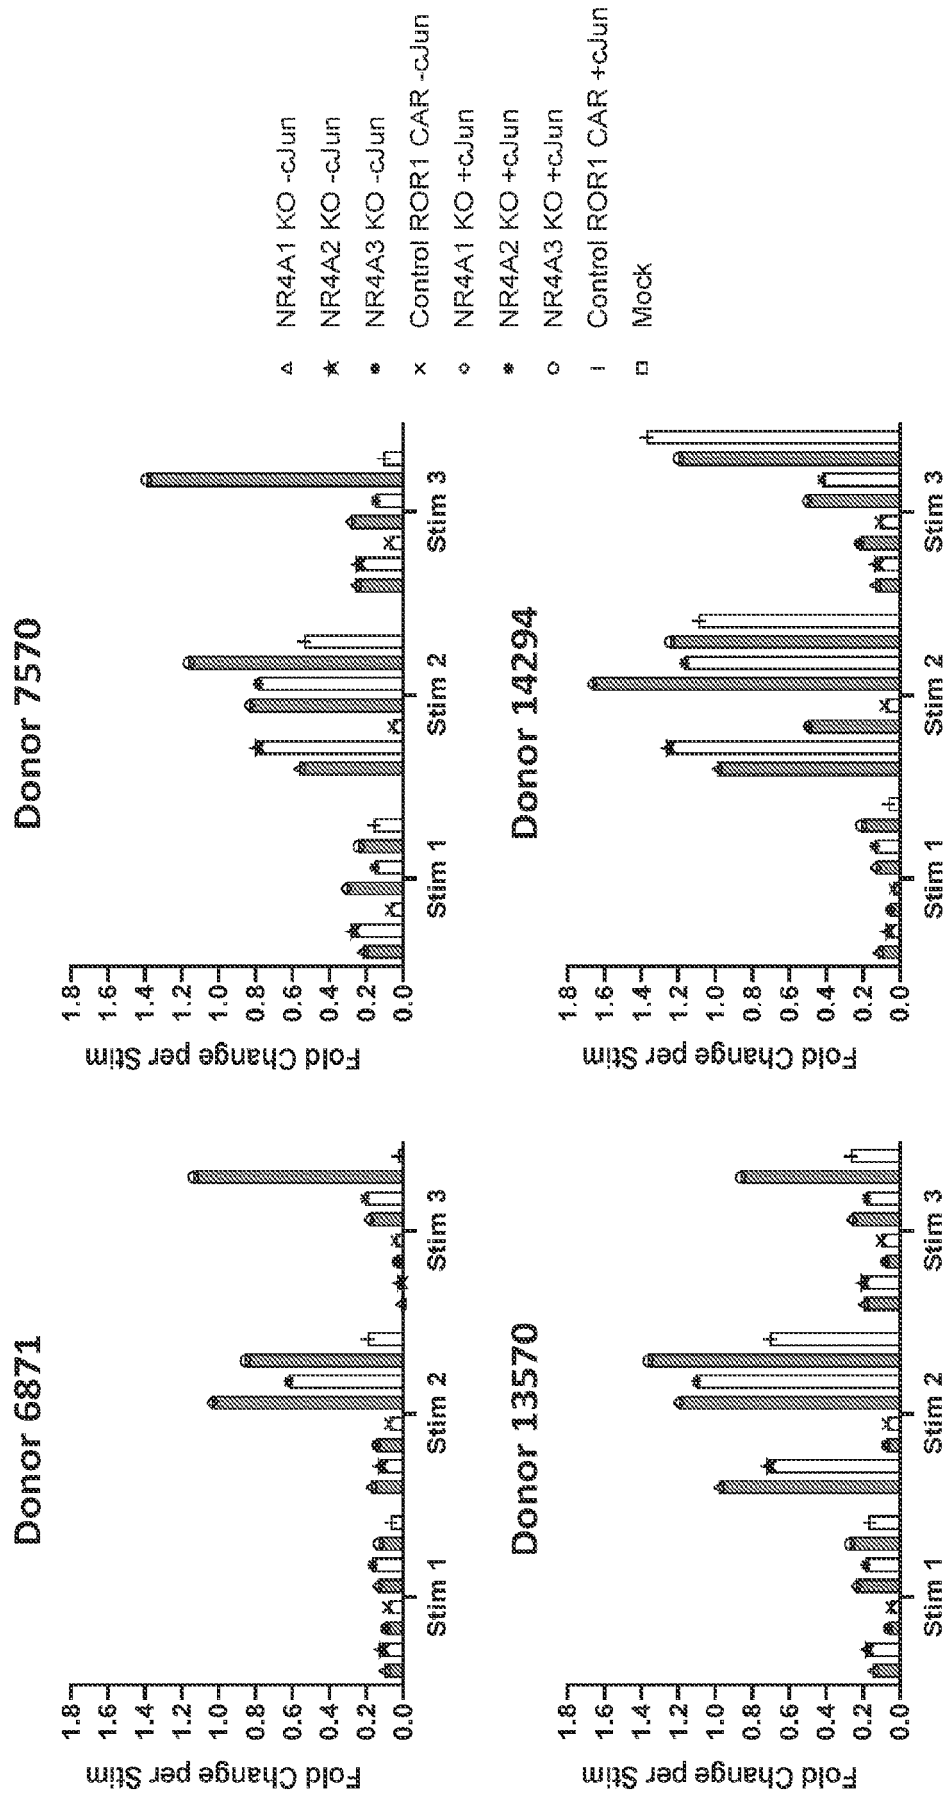 Donor 6871
Fold Change per Stim
1.8
1.6
1.4
1.2
1.0
0.8
0.6
0.4
0.2
0.0
Stim 1
Stim 2
Stim 3
Donor 7570
Fold Change per Stim
1.8
1.6
1.4
1.2
1.0
0.8
0.6
0.4
0.2
0.0
Stim 1
Stim 2
Stim 3
Donor 13570
Fold Change per Stim
1.8
1.6
1.4
1.2
1.0
0.8
0.6
0.4
0.2
0.0
Stim 1
Stim 2
Stim 3
Donor 14294
Fold Change per Stim
1.8
1.6
1.4
1.2
1.0
0.8
0.6
0.4
0.2
0.0
Stim 1
Stim 2
Stim 3
NR4A1 KO -cJun
NR4A2 KO -cJun
NR4A3 KO -cJun
Control ROR1 CAR -cJun
NR4A1 KO +cJun
NR4A2 KO +cJun
NR4A3 KO +cJun
Control ROR1 CAR +cJun
Mock